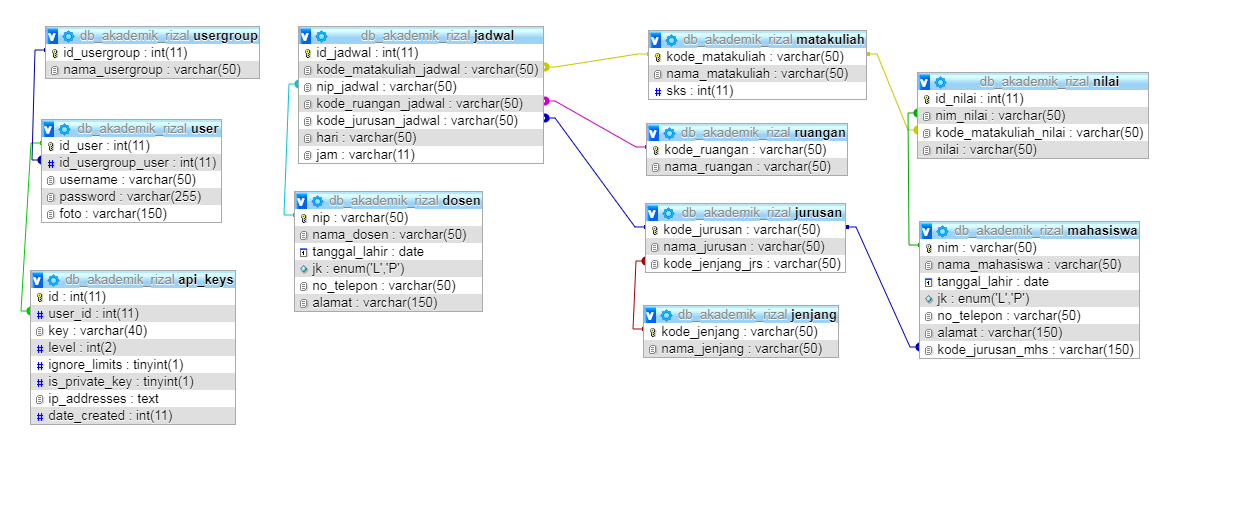 db_akademik_rizal usergroup
id_usergroup : int(11)
nama_usergroup : varchar(50)
db_akademik_rizal user
id_user : int(11)
id_usergroup_user : int(11)
username : varchar(50)
password : varchar(255)
foto : varchar(150)
db_akademik_rizal api_keys
id : int(11)
user_id : int(11)
key : varchar(40)
level : int(2)
ignore_limits : tinyint(1)
is_private_key : tinyint(1)
ip_addresses : text
date_created : int(11)
db_akademik_rizal jadwal
id_jadwal : int(11)
kode_matakuliah_jadwal : varchar(50)
nip_jadwal : varchar(50)
kode_ruangan_jadwal : varchar(50)
kode_jurusan_jadwal : varchar(50)
hari : varchar(50)
jam : varchar(11)
db_akademik_rizal dosen
nip : varchar(50)
nama_dosen : varchar(50)
tanggal_lahir : date
jk : enum('L','P')
no_telepon : varchar(50)
alamat : varchar(150)
db_akademik_rizal matakuliah
kode_matakuliah : varchar(50)
nama_matakuliah : varchar(50)
sks : int(11)
db_akademik_rizal ruangan
kode_ruangan : varchar(50)
nama_ruangan : varchar(50)
db_akademik_rizal jurusan
kode_jurusan : varchar(50)
nama_jurusan : varchar(50)
kode_jenjang_jrs : varchar(50)
db_akademik_rizal jenjang
kode_jenjang : varchar(50)
nama_jenjang : varchar(50)
db_akademik_rizal nilai
id_nilai : int(11)
nim_nilai : varchar(50)
kode_matakuliah_nilai : varchar(50)
nilai : varchar(50)
db_akademik_rizal mahasiswa
nim : varchar(50)
nama_mahasiswa : varchar(50)
tanggal_lahir : date
jk : enum('L','P')
no_telepon : varchar(50)
alamat : varchar(150)
kode_jurusan_mhs : varchar(150)